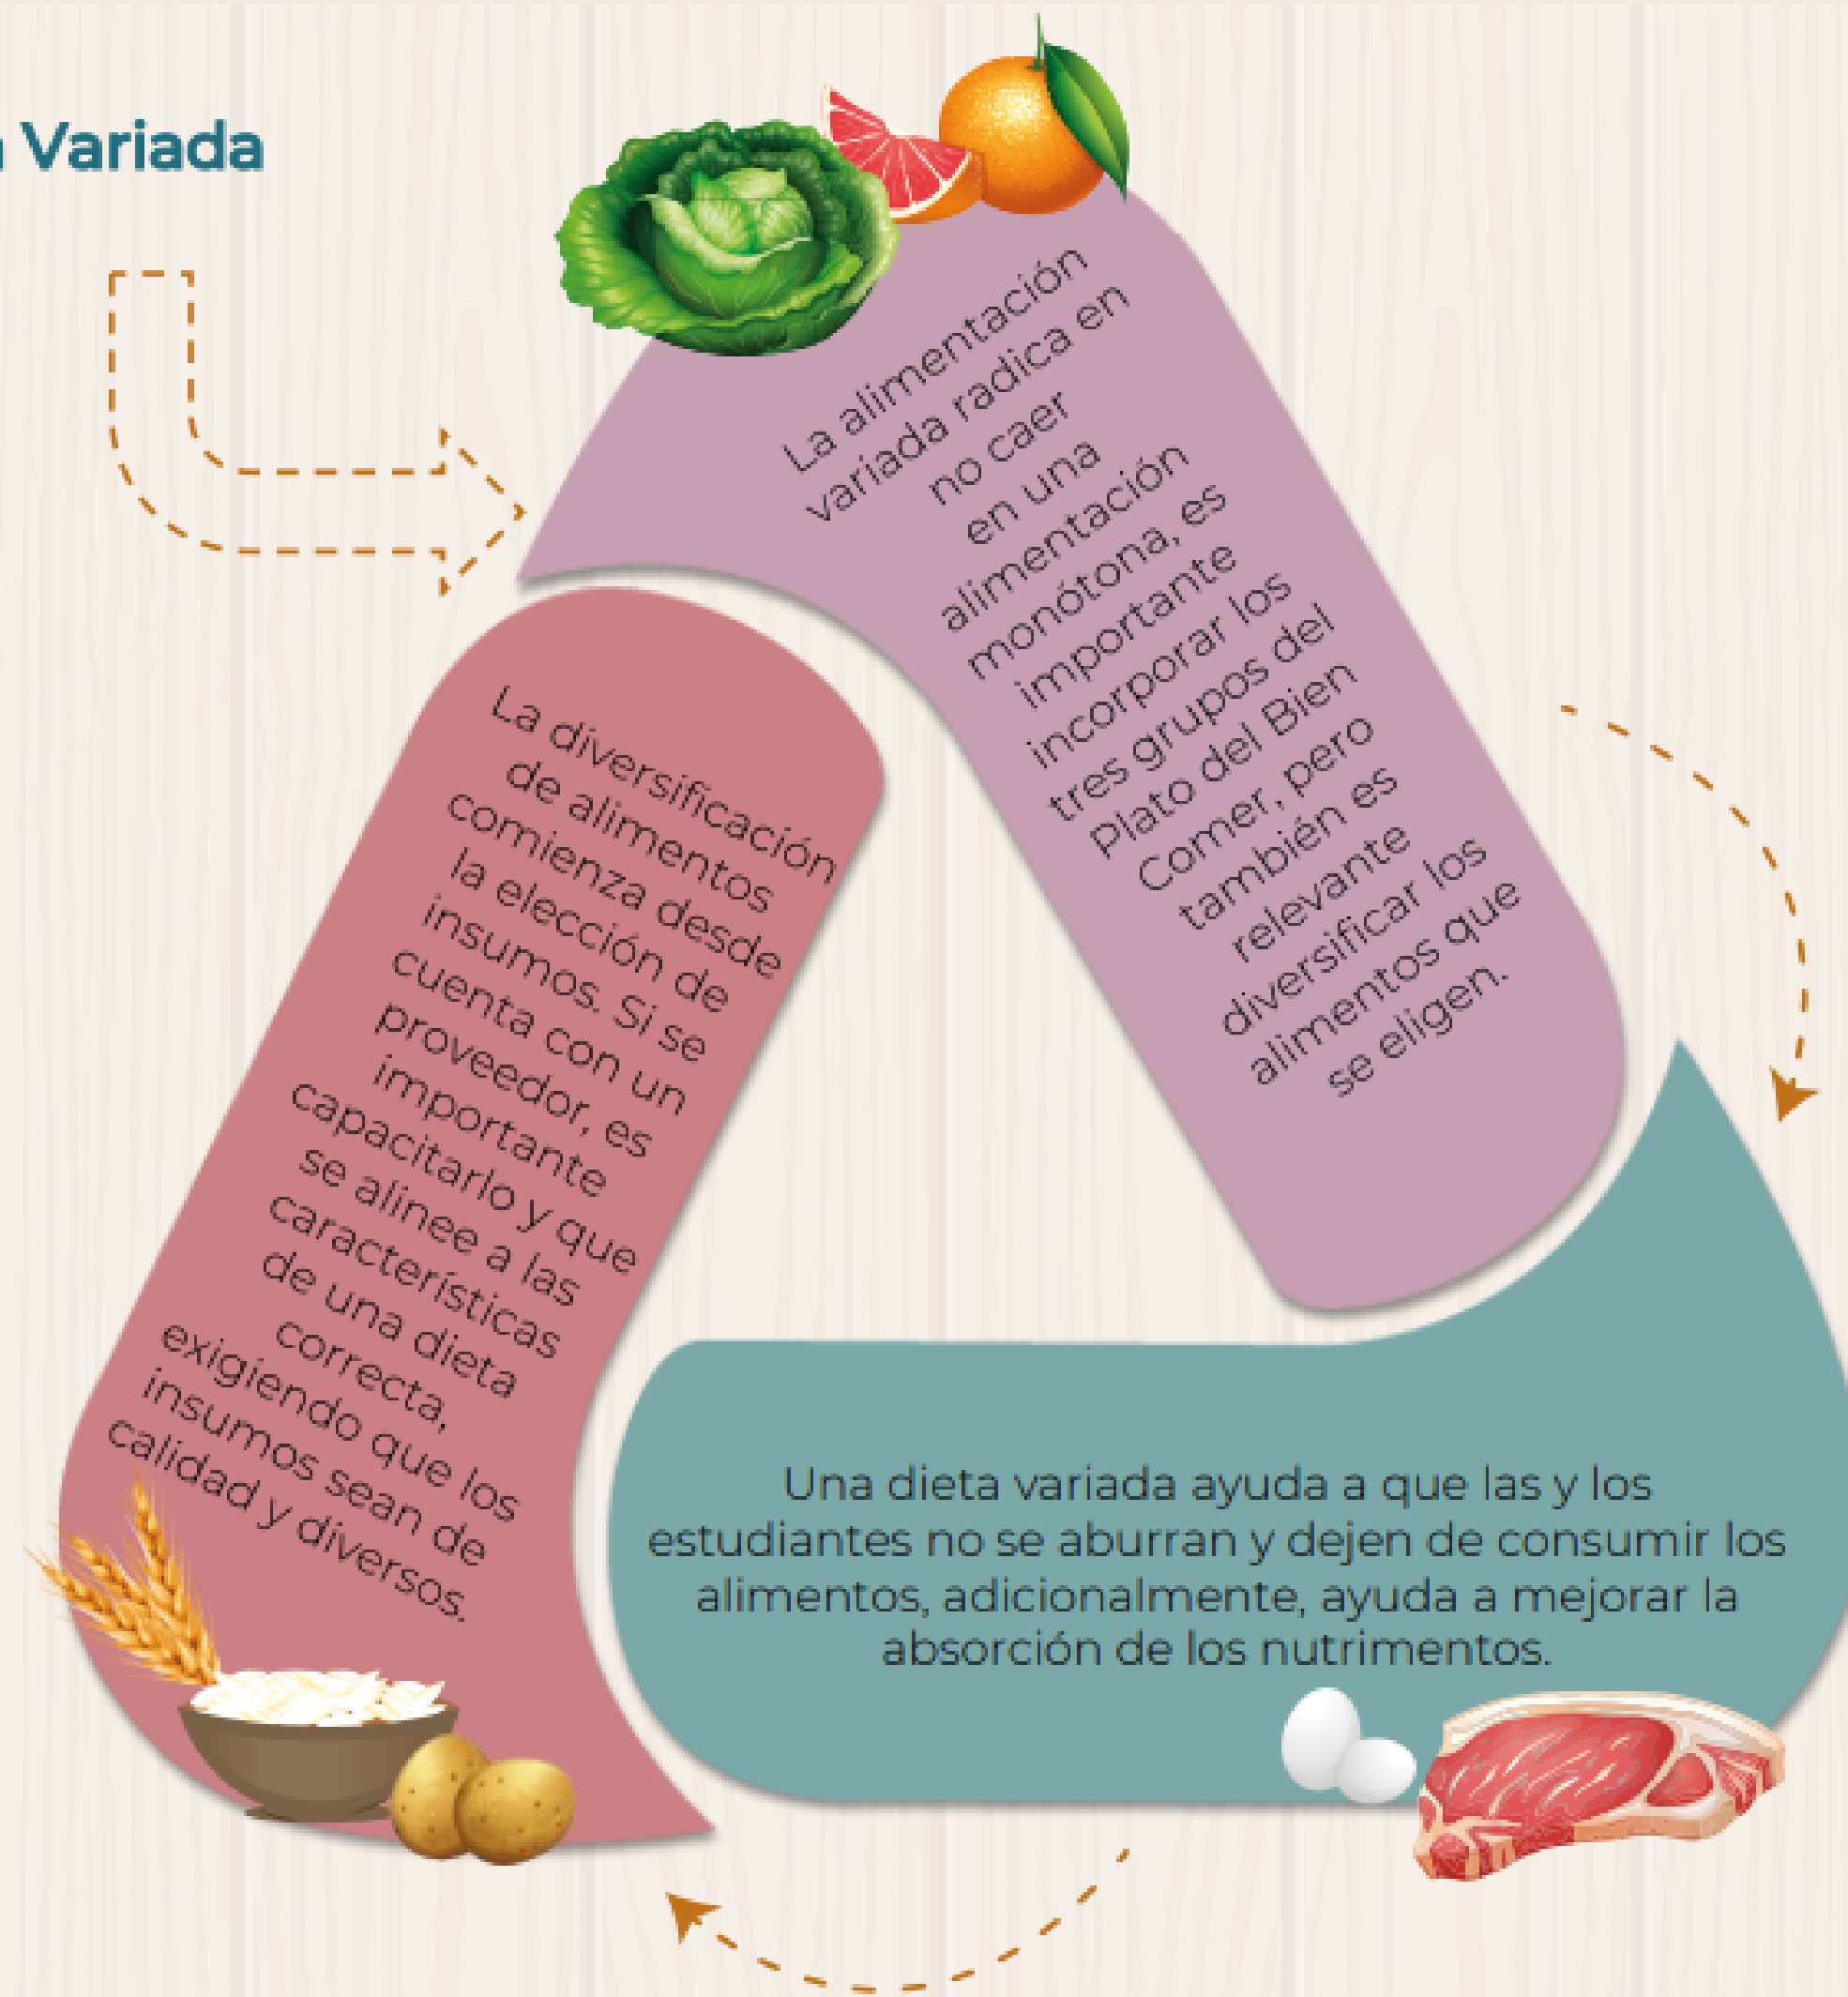 Variada
La alimentación
variada radica en
no caer
en una
alimentación
monótona, es
importante
incorporar los
tres grupos del
Plato del Bien
Comer, pero
también es
relevante
diversificar los
alimentos que
se eligen.
Una dieta variada ayuda a que las y los
estudiantes no se aburran y dejen de consumir los
alimentos, adicionalmente, ayuda a mejorar la
absorción de los nutrimentos.
La diversificación
de alimentos
comienza desde
la elección de
insumos. Si se
cuenta con un
proveedor, es
importante
capacitarlo y que
se alinee a las
características
de una dieta
correcta,
exigiendo que los
insumos sean de
calidad y diversos.